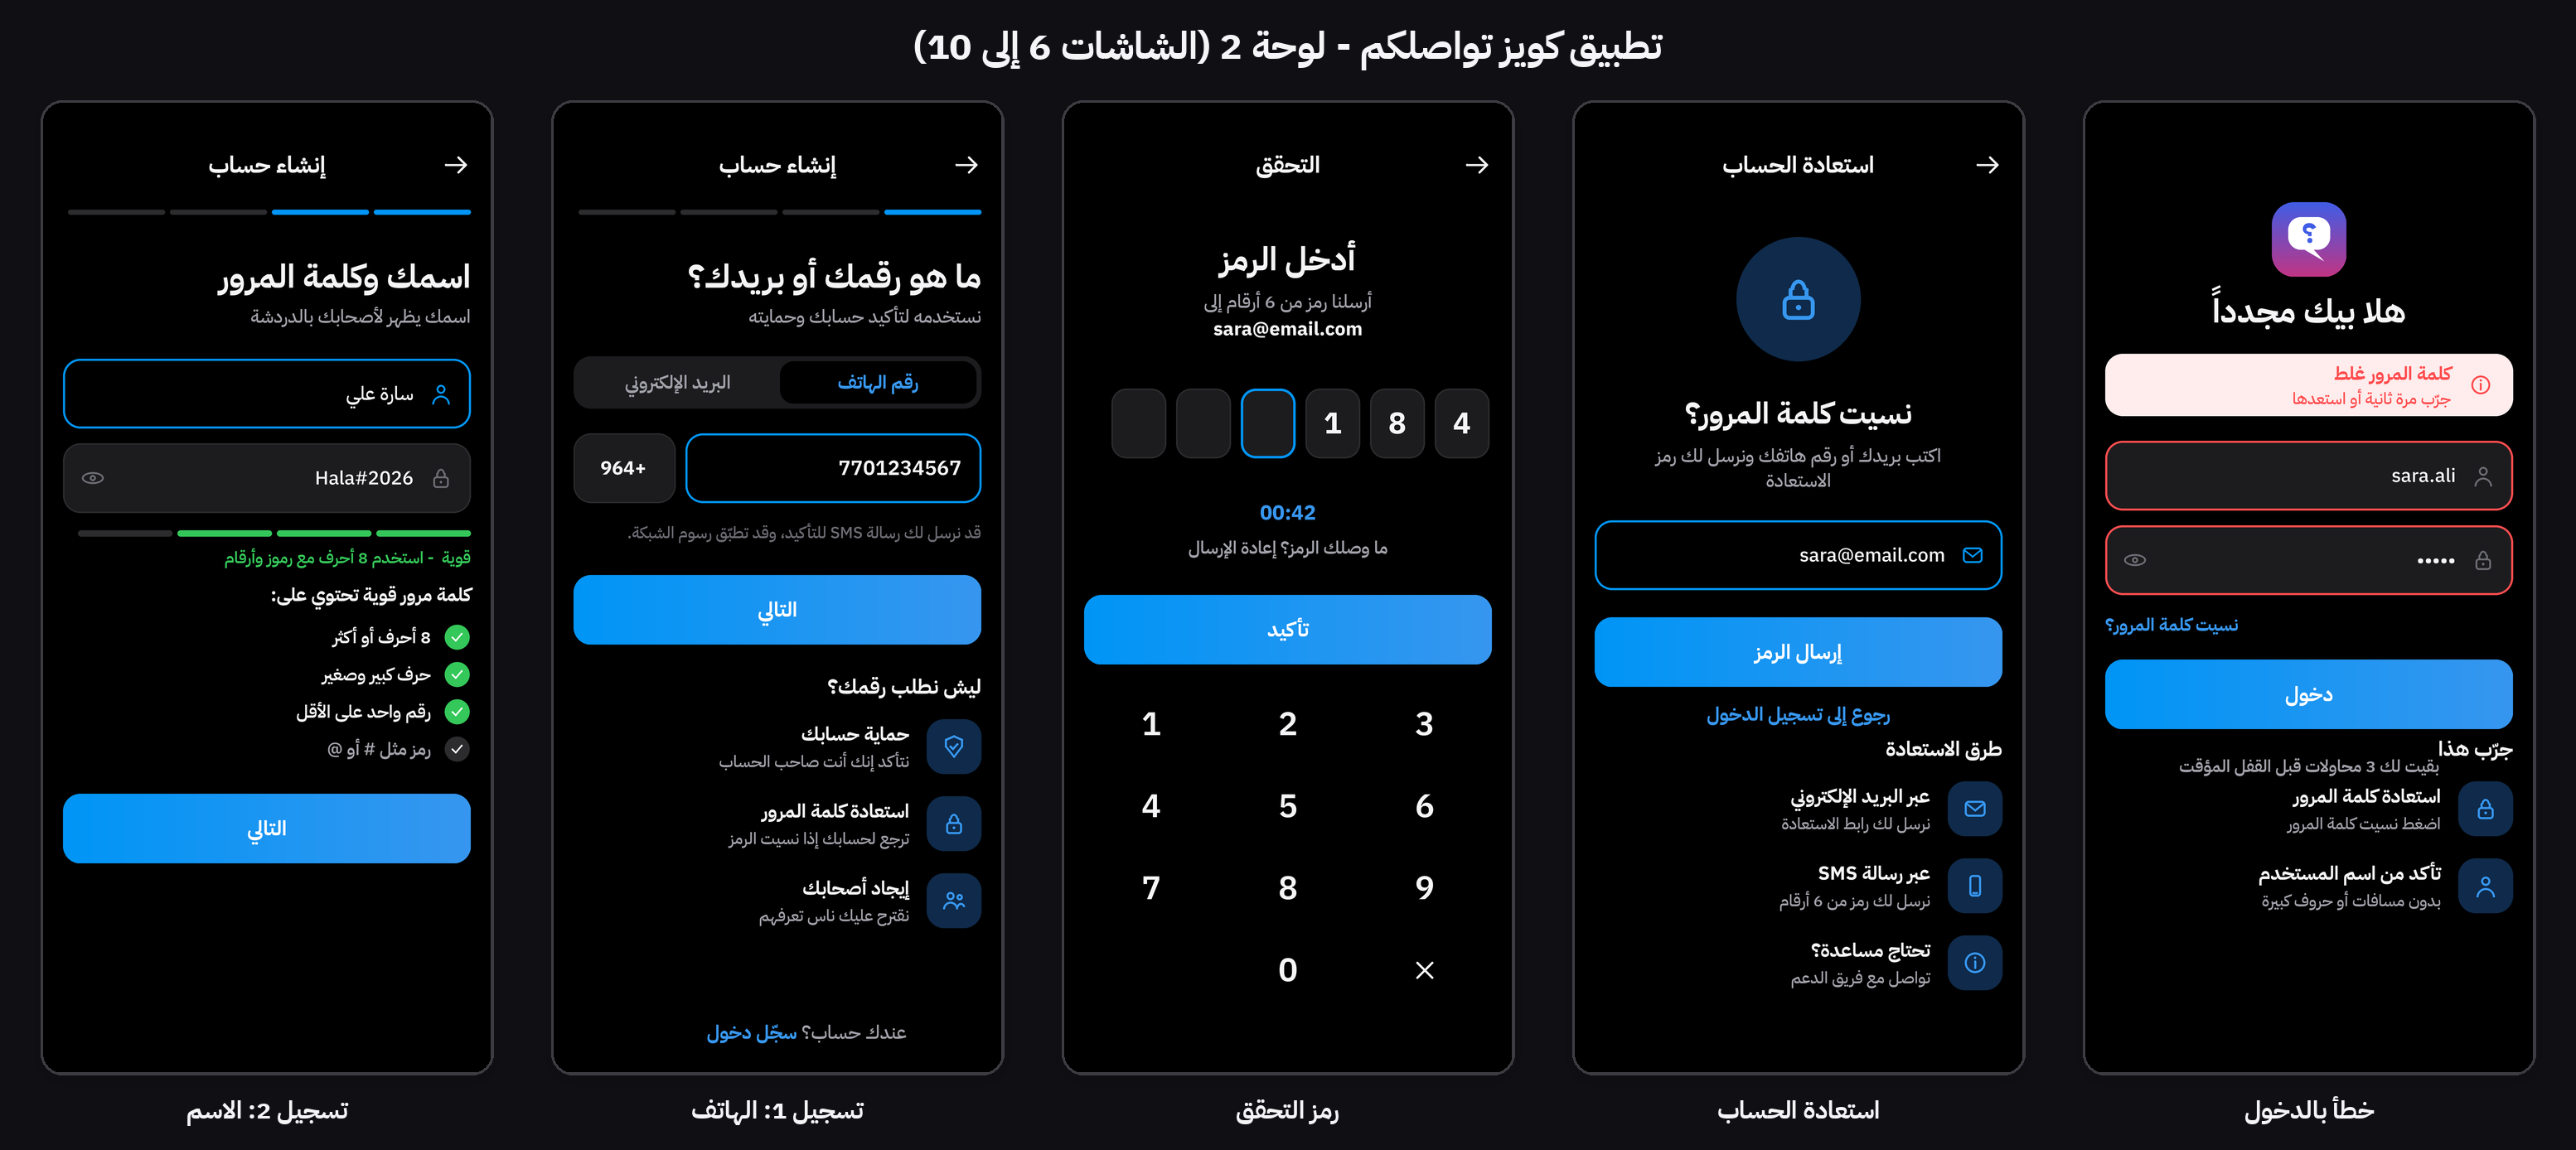 تطبيق كويز تواصلكم - لوحة 2 (الشاشات 6 إلى 10)
هلا بيك مجدداً
كلمة المرور غلط
جرّب مرة ثانية أو استعدها
sara.ali
•••••
نسيت كلمة المرور؟
دخول
جرّب هذا
بقيت لك 3 محاولات قبل القفل المؤقت
استعادة كلمة المرور
اضغط نسيت كلمة المرور
تأكد من اسم المستخدم
بدون مسافات أو حروف كبيرة
خطأ بالدخول
استعادة الحساب
نسيت كلمة المرور؟
اكتب بريدك أو رقم هاتفك ونرسل لك رمز
الاستعادة
sara@email.com
إرسال الرمز
رجوع إلى تسجيل الدخول
طرق الاستعادة
عبر البريد الإلكتروني
نرسل لك رابط الاستعادة
عبر رسالة SMS
نرسل لك رمز من 6 أرقام
تحتاج مساعدة؟
تواصل مع فريق الدعم
استعادة الحساب
التحقق
أدخل الرمز
أرسلنا رمز من 6 أرقام إلى
sara@email.com
1 8 4
00:42
ما وصلك الرمز؟ إعادة الإرسال
تأكيد
1 2 3
4 5 6
7 8 9
0
رمز التحقق
إنشاء حساب
ما هو رقمك أو بريدك؟
نستخدمه لتأكيد حسابك وحمايته
رقم الهاتف
البريد الإلكتروني
7701234567
964+
قد نرسل لك رسالة SMS للتأكيد، وقد تطبّق رسوم الشبكة.
التالي
ليش نطلب رقمك؟
حماية حسابك
نتأكد إنك أنت صاحب الحساب
استعادة كلمة المرور
ترجع لحسابك إذا نسيت الرمز
إيجاد أصحابك
نقترح عليك ناس تعرفهم
عندك حساب؟ سجّل دخول
تسجيل 1: الهاتف
إنشاء حساب
اسمك وكلمة المرور
اسمك يظهر لأصحابك بالدردشة
سارة علي
Hala#2026
قوية - استخدم 8 أحرف مع رموز وأرقام
كلمة مرور قوية تحتوي على:
8 أحرف أو أكثر
حرف كبير وصغير
رقم واحد على الأقل
رمز مثل # أو @
التالي
تسجيل 2: الاسم